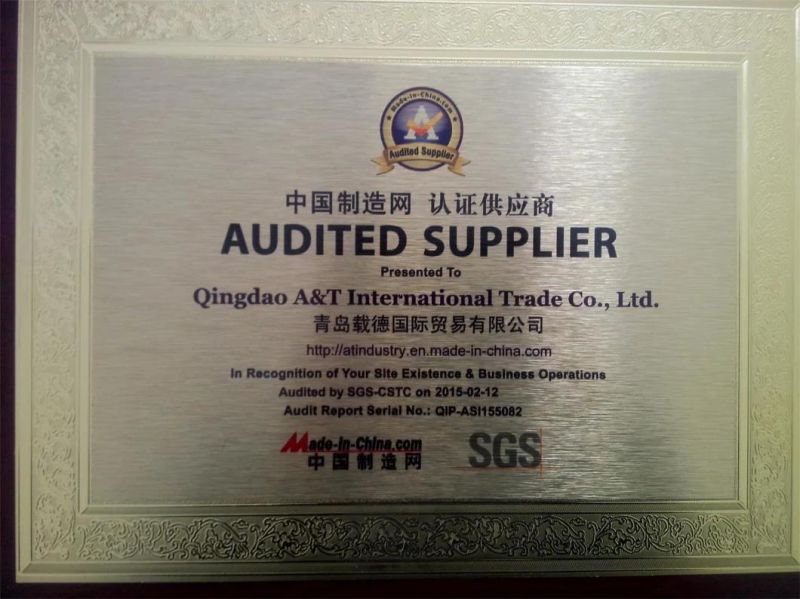 Made-in-China.com
A
Audited Supplier
中国制造网 认证供应商
AUDITED SUPPLIER
Presented To
Qingdao A&T International Trade Co., Ltd.
青岛载德国际贸易有限公司
http://atindustry.en.made-in-china.com
In Recognition of Your Site Existence & Business Operations
Audited by SGS-CSTC on 2015-02-12
Audit Report Serial No.: QIP-ASI155082
Made-in-China.com
中国制造网
SGS